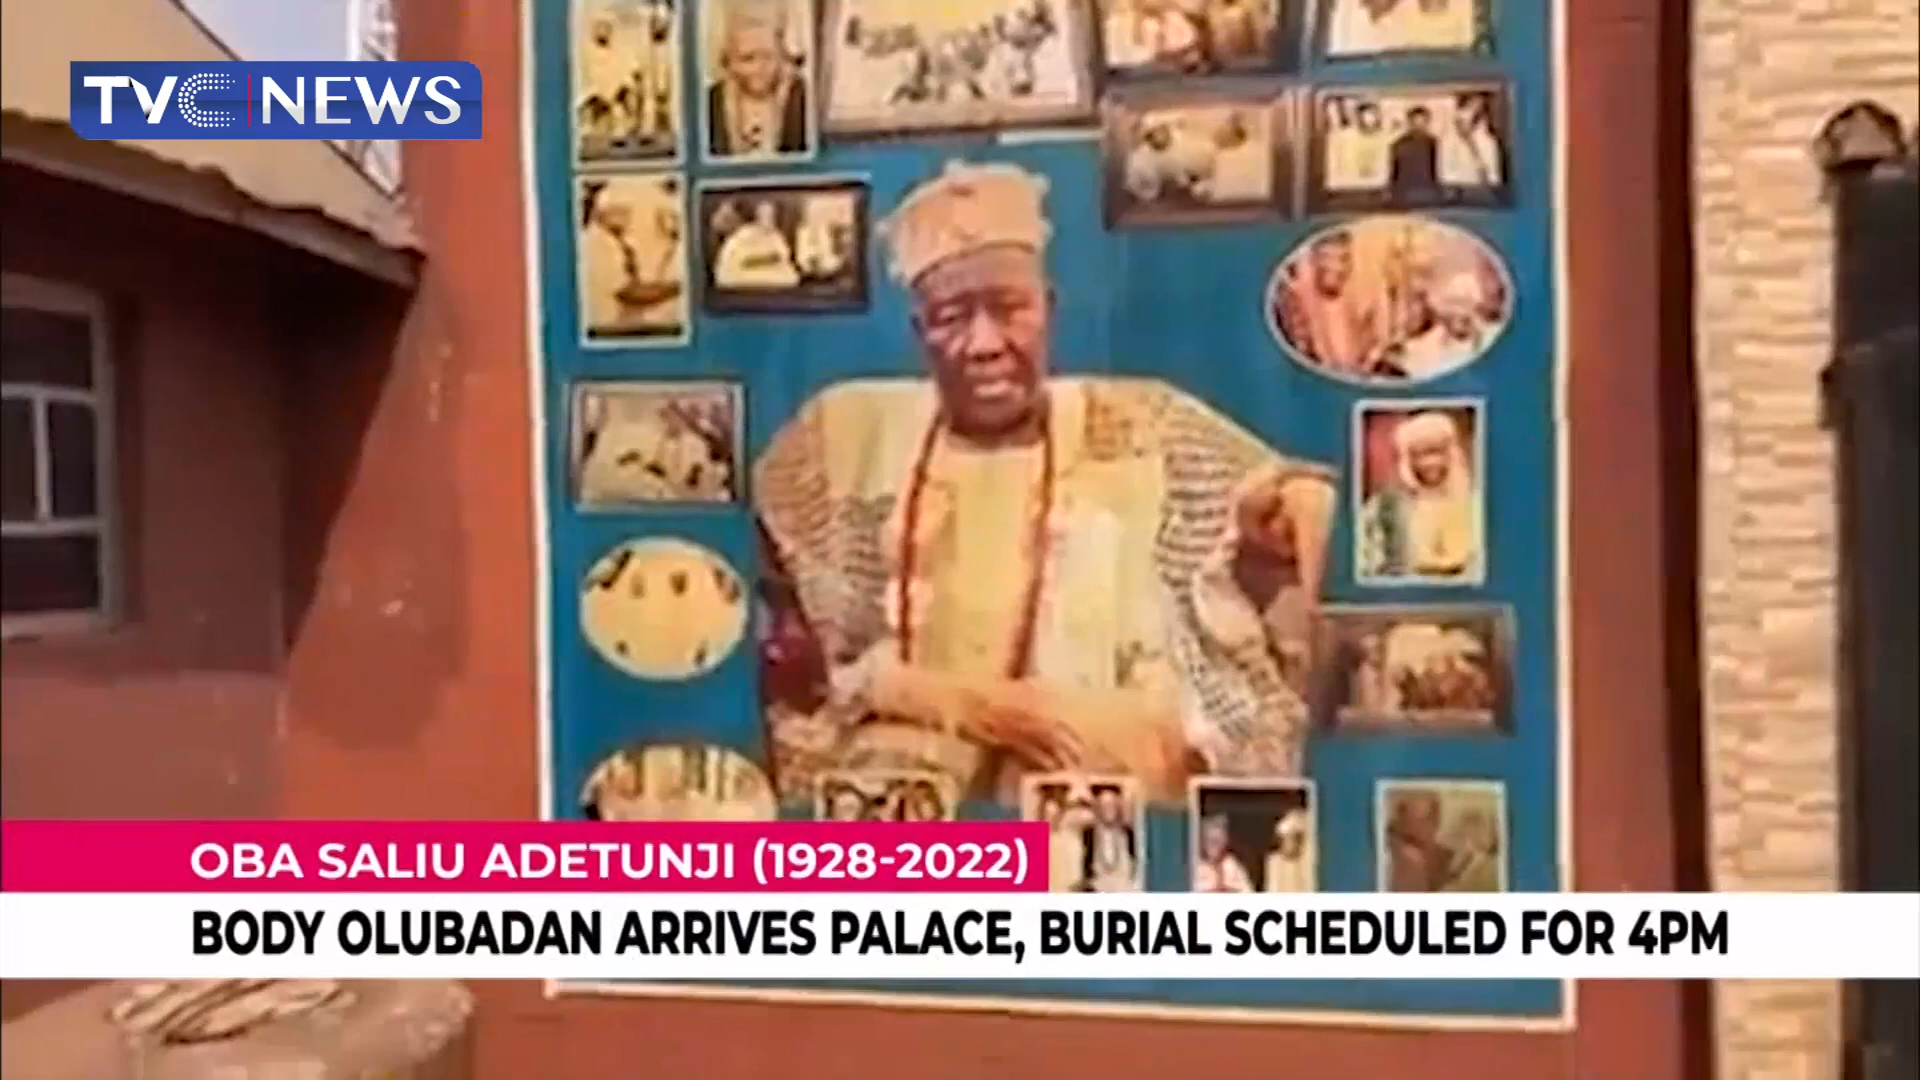 TVC NEWS
OBA SALIU ADETUNJI (1928-2022)
BODY OLUBADAN ARRIVES PALACE, BURIAL SCHEDULED FOR 4PM